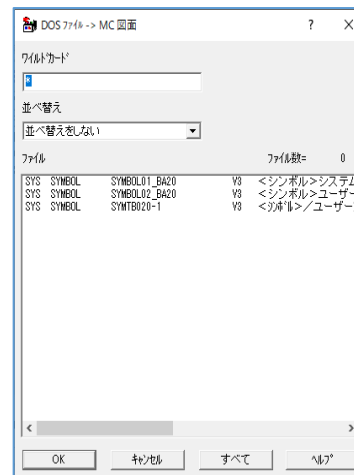 DOS ﾌｧｲﾙ -> MC 図面 ? X
ﾜｲﾙﾄﾞｶｰﾄﾞ
*
並べ替え
並べ替えをしない
ﾌｧｲﾙ ﾌｧｲﾙ数= 0
SYS SYMBOL SYMBOL01_BA20 V3 <シンボル>システム
SYS SYMBOL SYMBOL02_BA20 V3 <シンボル>ユーザー
SYS SYMBOL SYMTB020-1 V3 <ｼﾝﾎﾞﾙ>/ユーザー
OK ｷｬﾝｾﾙ すべて ﾍﾙﾌﾟ